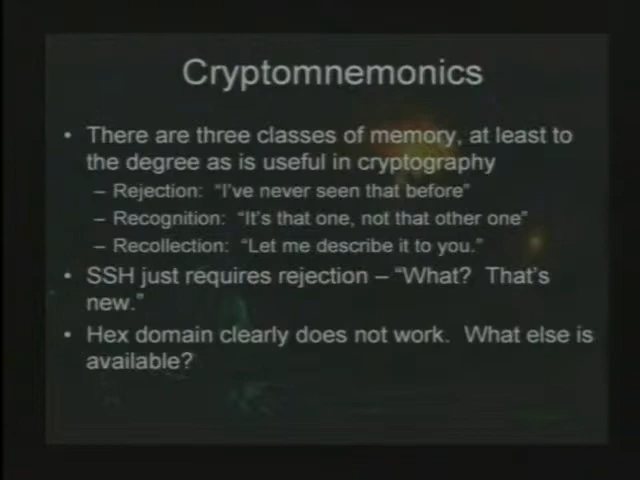 Cryptomnemonics
• There are three classes of memory, at least to
the degree as is useful in cryptography
– Rejection: “I’ve never seen that before”
– Recognition: “It’s that one, not that other one”
– Recollection: “Let me describe it to you.”
• SSH just requires rejection – “What? That’s
new.”
• Hex domain clearly does not work. What else is
available?